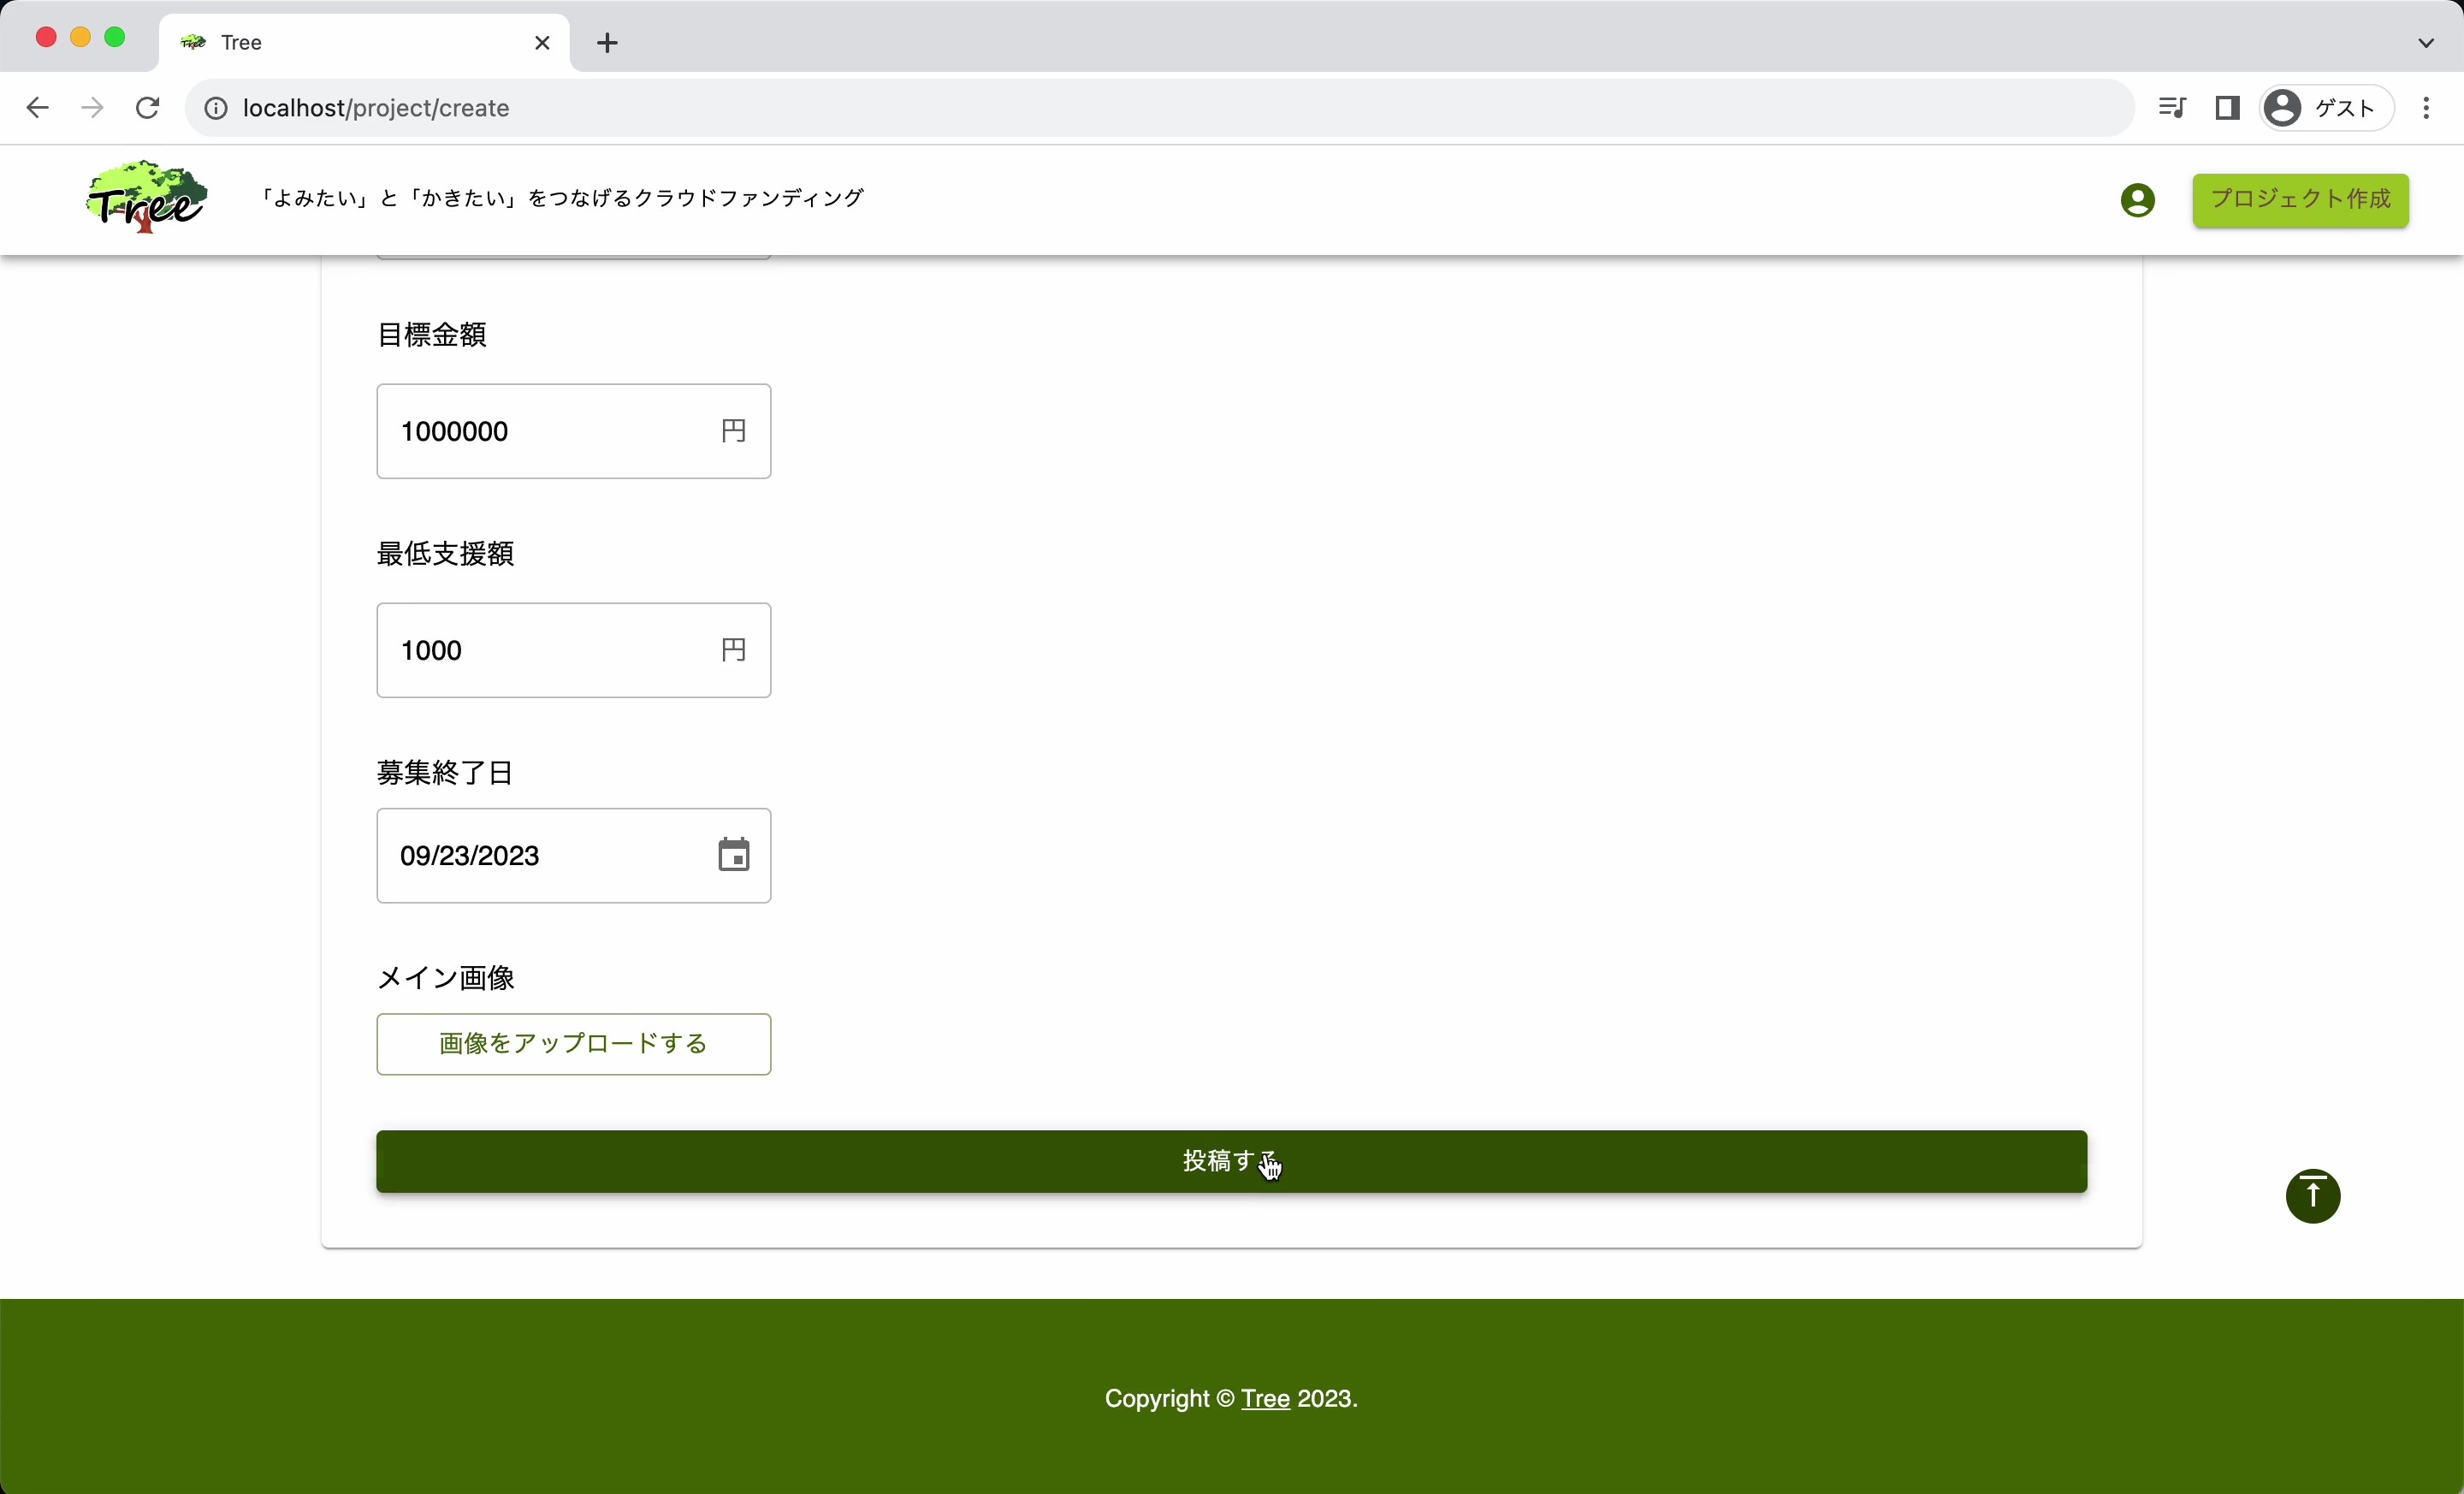 Tree
localhost/project/create
ゲスト
Tree
「よみたい」と「かきたい」をつなげるクラウドファンディング
プロジェクト作成
目標金額
1000000 円
最低支援額
1000 円
募集終了日
09/23/2023
メイン画像
画像をアップロードする
投稿する
Copyright © Tree 2023.